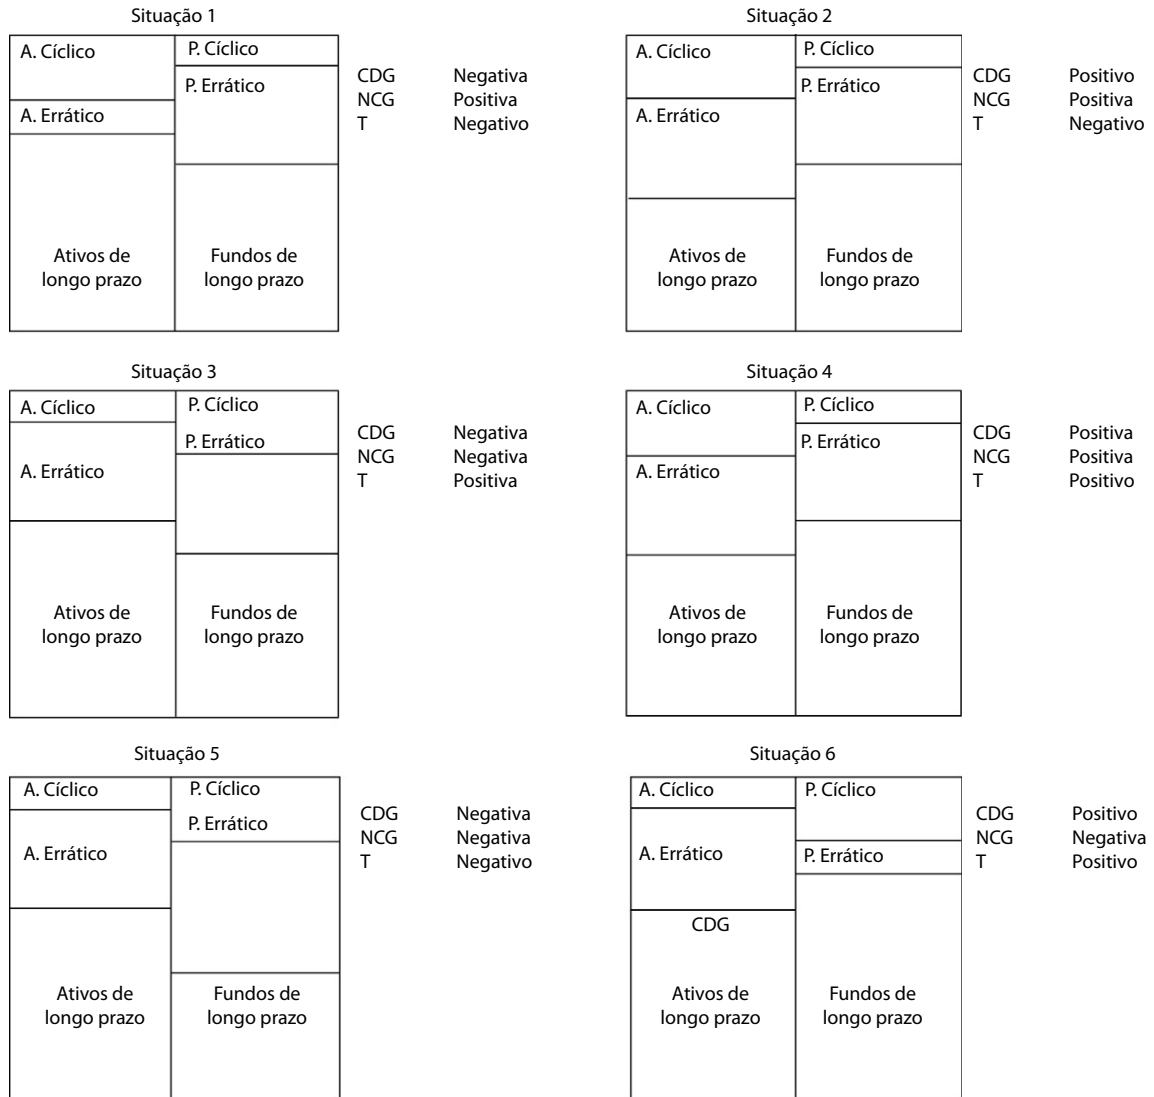 Situação 1
A. Cíclico
P. Cíclico
P. Errático
A. Errático
Ativos de
longo prazo
Fundos de
longo prazo
CDG Negativa
NCG Positiva
T Negativo
Situação 2
A. Cíclico
P. Cíclico
P. Errático
A. Errático
Ativos de
longo prazo
Fundos de
longo prazo
CDG Positivo
NCG Positiva
T Negativo
Situação 3
A. Cíclico
P. Cíclico
P. Errático
A. Errático
Ativos de
longo prazo
Fundos de
longo prazo
CDG Negativa
NCG Negativa
T Positiva
Situação 4
A. Cíclico
P. Cíclico
P. Errático
A. Errático
Ativos de
longo prazo
Fundos de
longo prazo
CDG Positiva
NCG Positiva
T Positivo
Situação 5
A. Cíclico
P. Cíclico
P. Errático
A. Errático
Ativos de
longo prazo
Fundos de
longo prazo
CDG Negativa
NCG Negativa
T Negativo
Situação 6
A. Cíclico
P. Cíclico
A. Errático
P. Errático
CDG
Ativos de
longo prazo
Fundos de
longo prazo
CDG Positivo
NCG Negativa
T Positivo